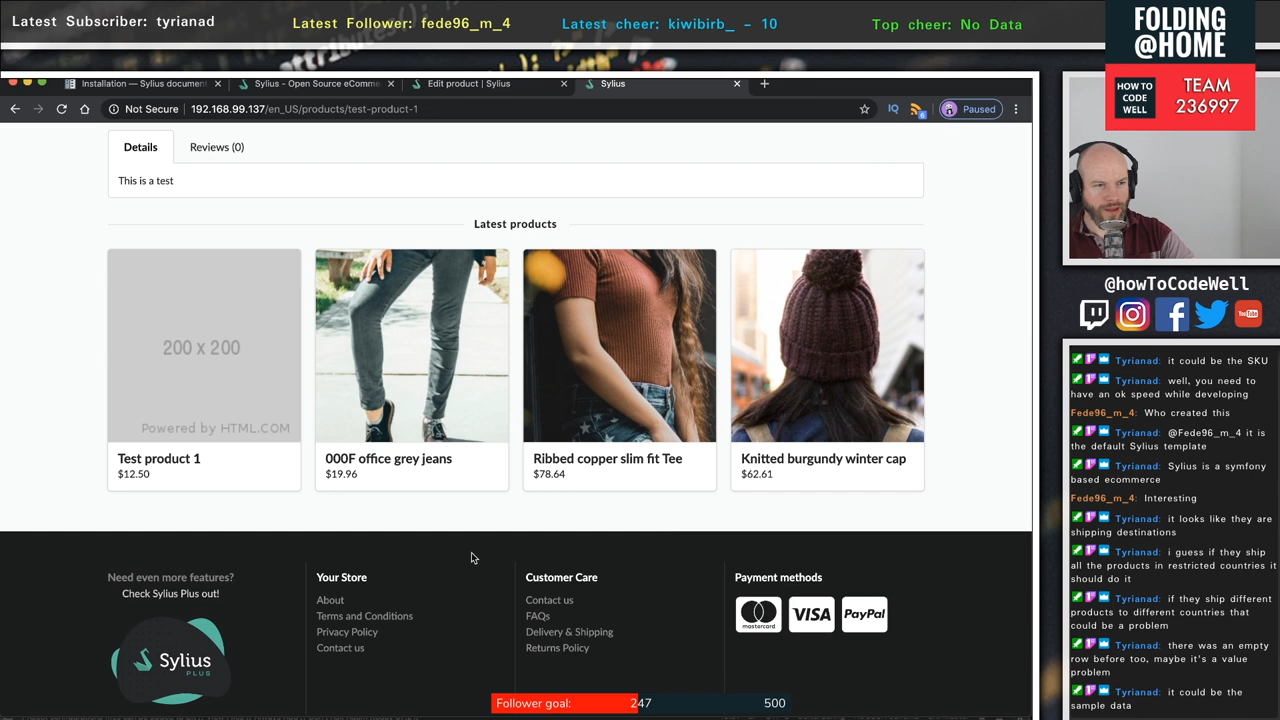 Latest Subscriber: tyrianad
Latest Follower: fede96_m_4
Latest cheer: kiwibirb_ - 10
Top cheer: No Data
FOLDING
@HOME
HOW TO
CODE
WELL
TEAM
236997
Installation — Sylius documen
Sylius - Open Source eComme
Edit product | Sylius
Sylius
Not Secure
192.168.99.137/en_US/products/test-product-1
Paused
Details
Reviews (0)
This is a test
Latest products
200 x 200
Powered by HTML.COM
Test product 1
$12.50
000F office grey jeans
$19.96
Ribbed copper slim fit Tee
$78.64
Knitted burgundy winter cap
$62.61
Need even more features?
Check Sylius Plus out!
Sylius
PLUS
Your Store
About
Terms and Conditions
Privacy Policy
Contact us
Customer Care
Contact us
FAQs
Delivery & Shipping
Returns Policy
Payment methods
mastercard
VISA
PayPal
Follower goal:
247
500
@howToCodeWell
You Tube
Tyrianad: it could be the SKU
Tyrianad: well, you need to
have an ok speed while developing
Fede96_m_4: Who created this
Tyrianad: @Fede96_m_4 it is
the default Sylius template
Tyrianad: Sylius is a symfony
based ecommerce
Fede96_m_4: Interesting
Tyrianad: it looks like they are
shipping destinations
Tyrianad: i guess if they ship
all the products in restricted countries it
should do it
Tyrianad: if they ship different
products to different countries that
could be a problem
Tyrianad: there was an empty
row before too, maybe it's a value
problem
Tyrianad: it could be the
sample data